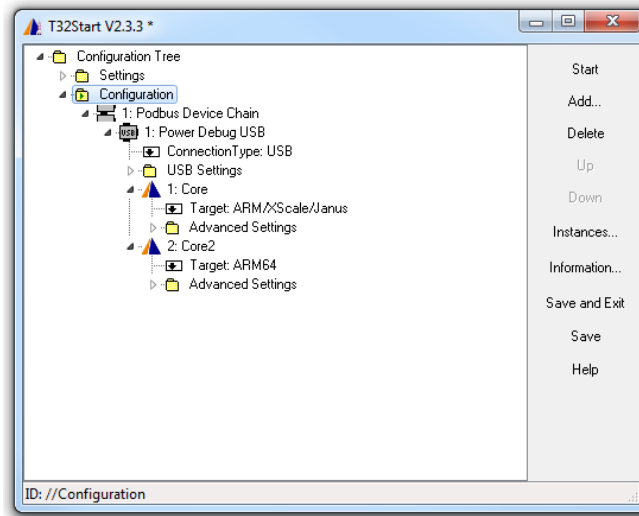 T32Start V2.3.3 *
Configuration Tree
Settings
Configuration
1: Podbus Device Chain
USB 1: Power Debug USB
ConnectionType: USB
USB Settings
1: Core
Target: ARM/XScale/Janus
Advanced Settings
2: Core2
Target: ARM64
Advanced Settings
Start
Add...
Delete
Up
Down
Instances...
Information...
Save and Exit
Save
Help
ID: //Configuration